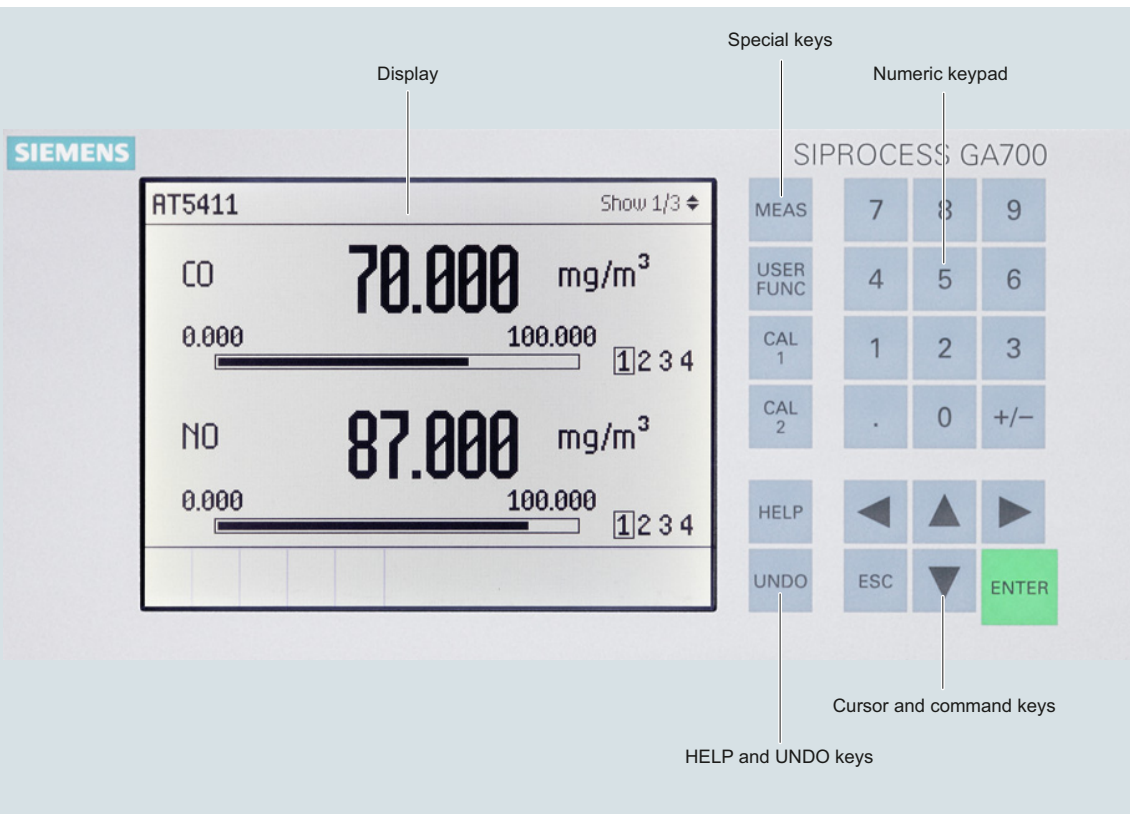 Special keys
Display
Numeric keypad
SIEMENS
SIPROCESS GA700
AT5411
Show 1/3
CO 70.000 mg/m³
0.000 100.000
1 2 3 4
NO 87.000 mg/m³
0.000 100.000
1 2 3 4
MEAS 7 8 9
USER
FUNC
4 5 6
CAL
1
1 2 3
CAL
2
. 0 +/−
HELP
UNDO ESC ENTER
Cursor and command keys
HELP and UNDO keys